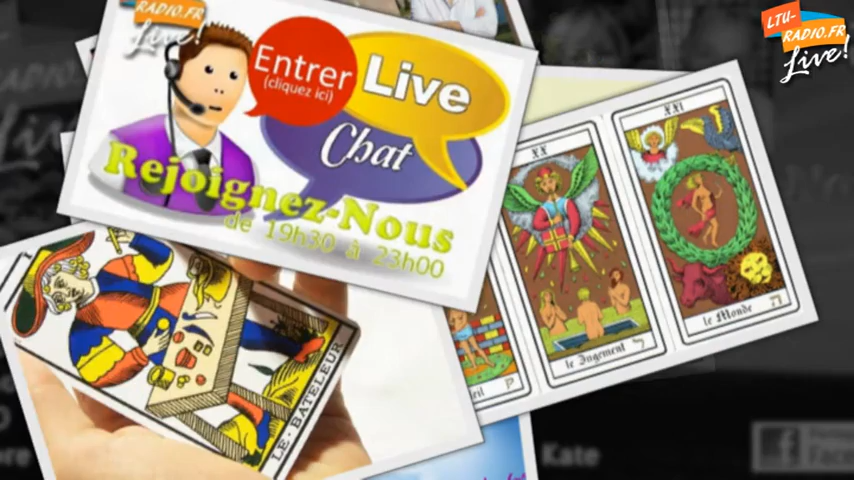 RADIO.FR
Live!
Entrer
(cliquez ici)
Live
Chat
Rejoignez-Nous
de 19h30 à 23h00
LTU-
RADIO.FR
Live!
XX
le Jugement
XXI
le Monde
LE·BATELEUR
Kate